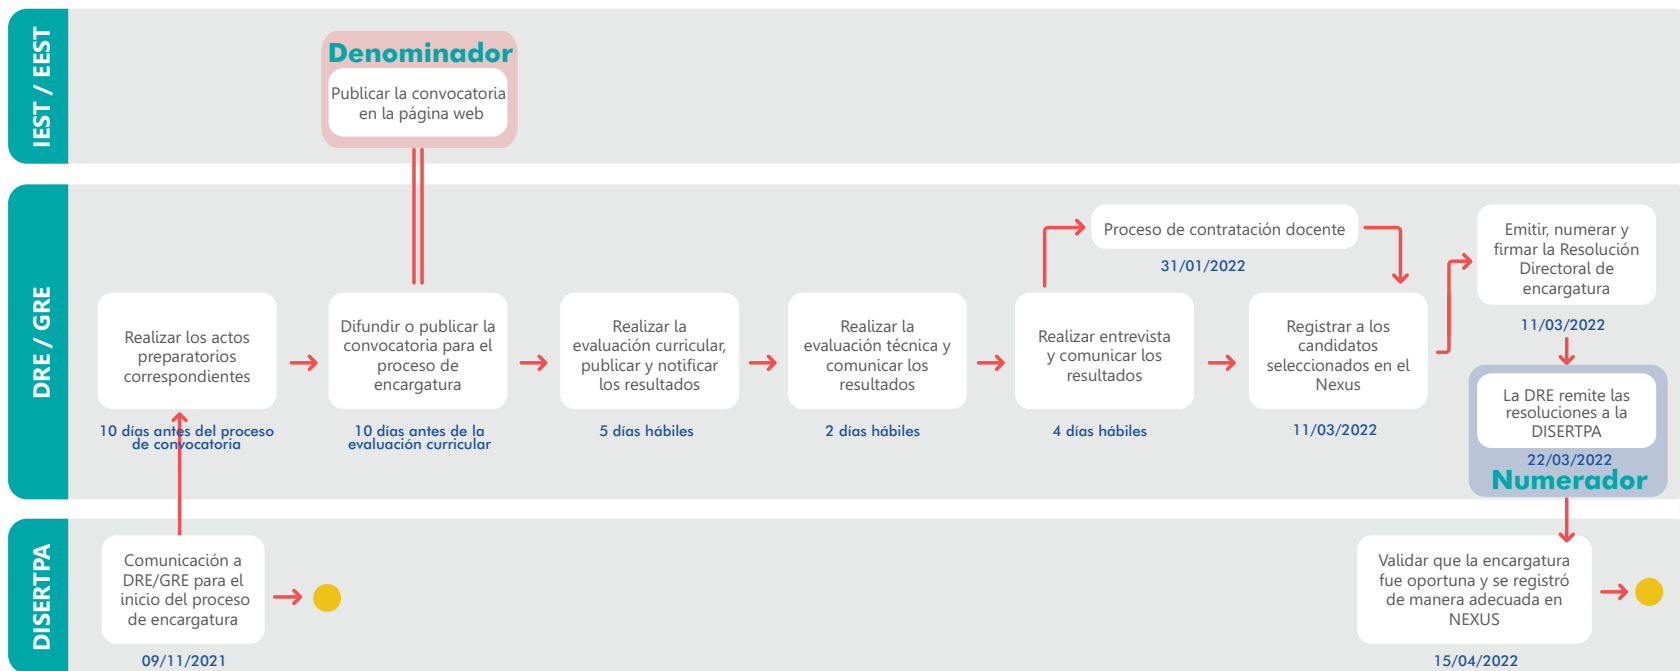 IEST / EEST
Denominador
Publicar la convocatoria
en la página web
DRE / GRE
Realizar los actos
preparatorios
correspondientes
10 días antes del proceso
de convocatoria
Difundir o publicar la
convocatoria para el
proceso de
encargatura
10 días antes de la
evaluación curricular
Realizar la
evaluación curricular,
publicar y notificar
los resultados
5 días hábiles
Realizar la
evaluación técnica y
comunicar los
resultados
2 días hábiles
Realizar entrevista
y comunicar los
resultados
4 días hábiles
Proceso de contratación docente
31/01/2022
Registrar a los
candidatos
seleccionados en el
Nexus
11/03/2022
Emitir, numerar y
firmar la Resolución
Directoral de
encargatura
11/03/2022
La DRE remite las
resoluciones a la
DISERTPA
22/03/2022
Numerador
DISERTPA
Comunicación a
DRE/GRE para el
inicio del proceso
de encargatura
09/11/2021
Validar que la encargatura
fue oportuna y se registró
de manera adecuada en
NEXUS
15/04/2022